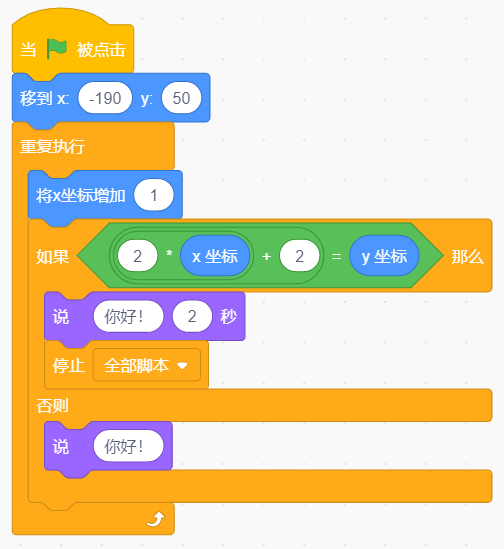 当 被点击
移到 x: -190 y: 50
重复执行
将x坐标增加 1
如果 2 * x 坐标 + 2 = y 坐标 那么
说 你好！ 2 秒
停止 全部脚本
否则
说 你好！